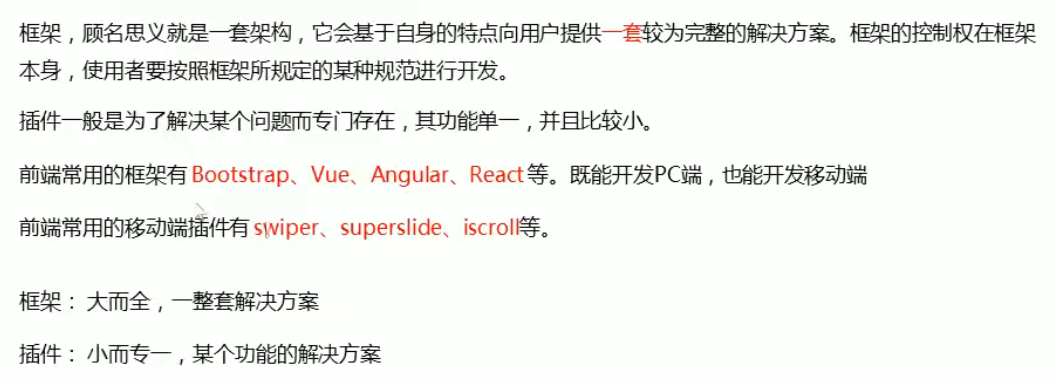 框架，顾名思义就是一套架构，它会基于自身的特点向用户提供一套较为完整的解决方案。框架的控制权在框架
本身，使用者要按照框架所规定的某种规范进行开发。
插件一般是为了解决某个问题而专门存在，其功能单一，并且比较小。
前端常用的框架有 Bootstrap、Vue、Angular、React 等。既能开发PC端，也能开发移动端
前端常用的移动端插件有 swiper、superslide、iscroll等。
框架： 大而全，一整套解决方案
插件： 小而专一，某个功能的解决方案